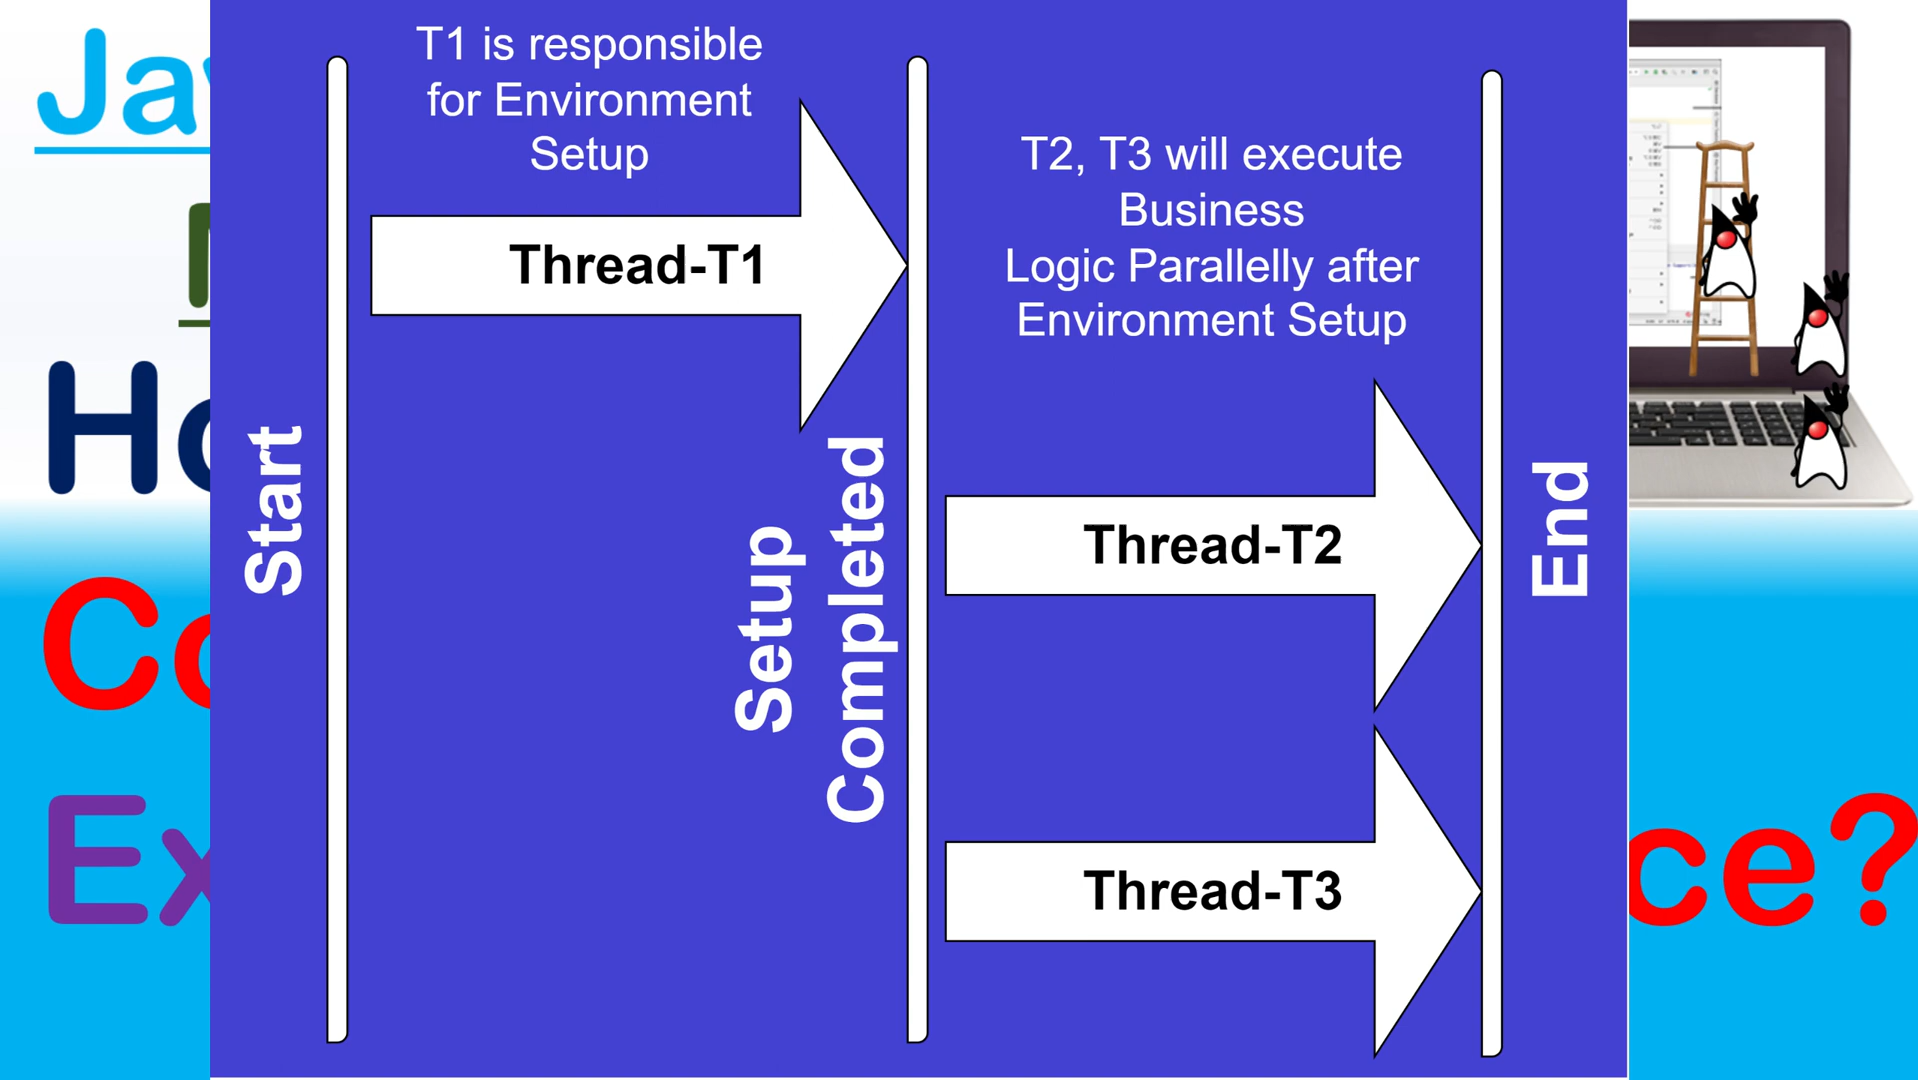 T1 is responsible
for Environment
Setup
Thread-T1
T2, T3 will execute
Business
Logic Parallelly after
Environment Setup
Start
Setup
Completed
Thread-T2
Thread-T3
End